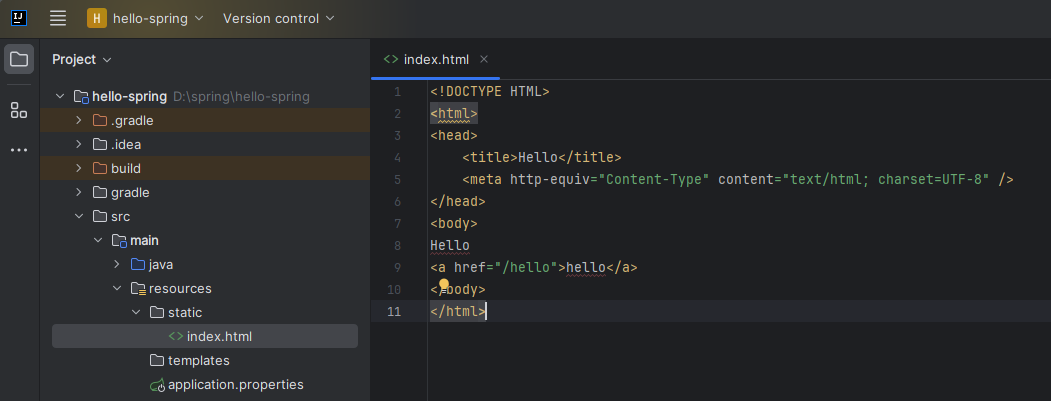 IJ
H hello-spring Version control
Project
hello-spring D:\spring\hello-spring
.gradle
.idea
build
gradle
src
main
java
resources
static
index.html
templates
application.properties
index.html
1 <!DOCTYPE HTML>
2 <html>
3 <head>
4     <title>Hello</title>
5     <meta http-equiv="Content-Type" content="text/html; charset=UTF-8" />
6 </head>
7 <body>
8 Hello
9 <a href="/hello">hello</a>
10 </body>
11 </html>